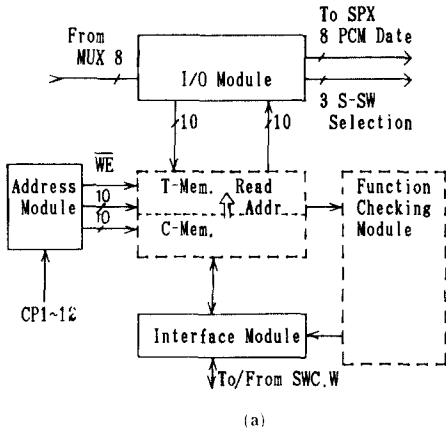 From
MUX 8
I/O Module
To SPX
8 PCM Date
3 S-SW
Selection
10
10
Address
Module
WE
10
10
T-Mem. Read
Addr.
C-Mem.
Function
Checking
Module
CP1~12
Interface Module
To/From SWC.W
(a)